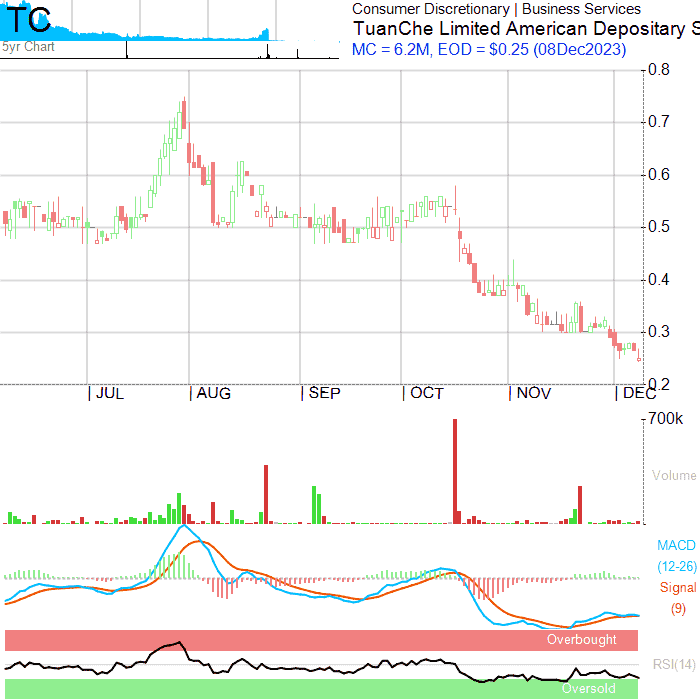 TC
5yr Chart
Consumer Discretionary | Business Services
TuanChe Limited American Depositary S
MC = 6.2M, EOD = $0.25 (08Dec2023)
0.8
0.7
0.6
0.5
0.4
0.3
0.2
JUL AUG SEP OCT NOV DEC
700k
Volume
MACD
(12-26)
Signal
(9)
Overbought
RSI(14)
Oversold